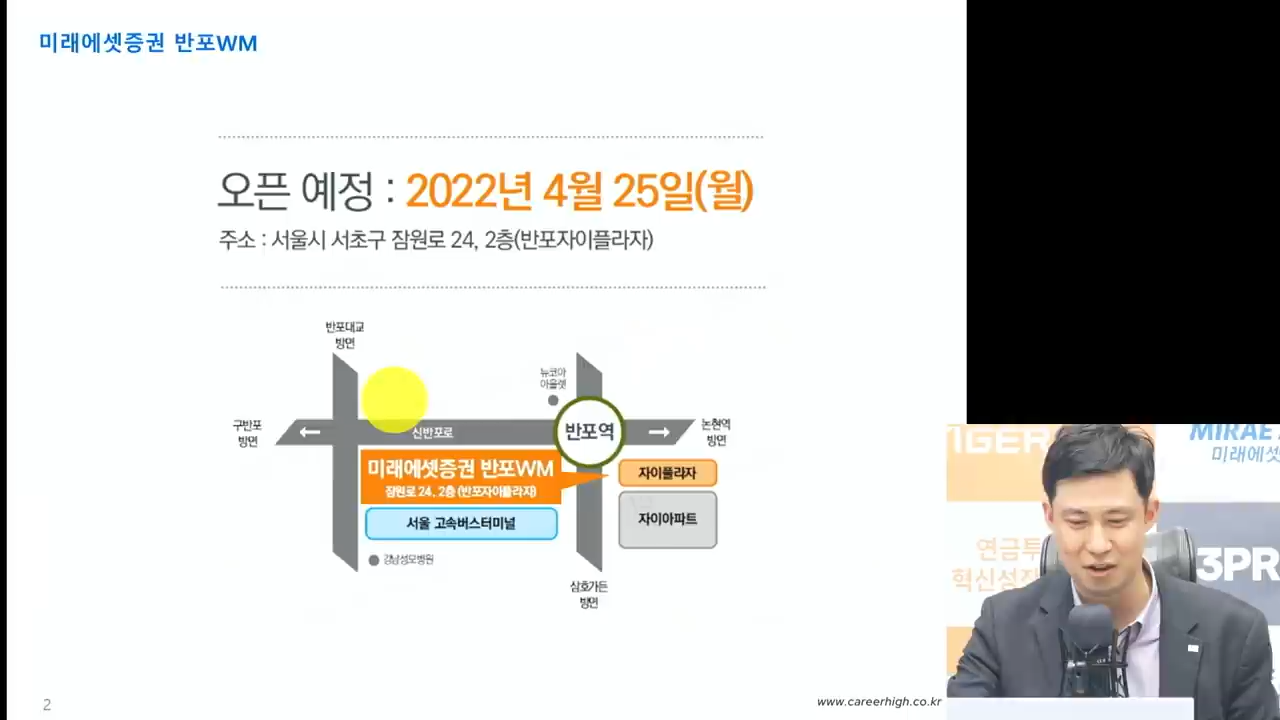 미래에셋증권 반포WM
오픈 예정 : 2022년 4월 25일(월)
주소 : 서울시 서초구 잠원로 24, 2층(반포자이플라자)
반포대교
방면
뉴코아
아울렛
구반포
방면
신반포로
반포역
논현역
방면
미래에셋증권 반포WM
잠원로 24, 2층 (반포자이플라자)
자이플라자
서울 고속버스터미널
자이아파트
강남성모병원
삼호가든
방면
2
www.careerhigh.co.kr
TIGER
MIRAE
미래에셋
연금투
혁신성장
3PR